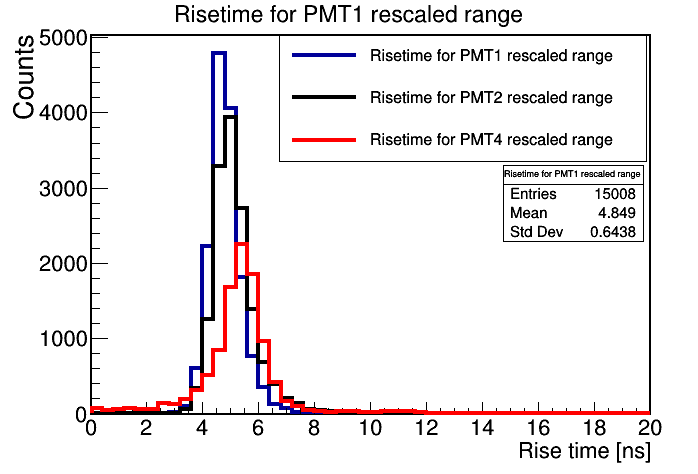 Risetime for PMT1 rescaled range
Counts
5000
4000
3000
2000
1000
0
Risetime for PMT1 rescaled range
Risetime for PMT2 rescaled range
Risetime for PMT4 rescaled range
Risetime for PMT1 rescaled range
Entries 15008
Mean 4.849
Std Dev 0.6438
0 2 4 6 8 10 12 14 16 18 20
Rise time [ns]